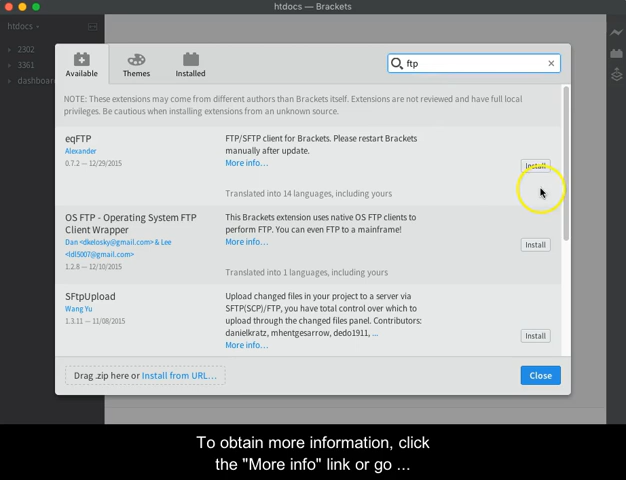 htdocs — Brackets
htdocs
2302
3361
dashboar
Available
Themes
Installed
ftp
NOTE: These extensions may come from different authors than Brackets itself. Extensions are not reviewed and have full local
privileges. Be cautious when installing extensions from an unknown source.
eqFTP
Alexander
0.7.2 — 12/29/2015
FTP/SFTP client for Brackets. Please restart Brackets
manually after update.
More info...
Translated into 14 languages, including yours
Install
OS FTP - Operating System FTP
Client Wrapper
Dan <dkelosky@gmail.com> & Lee
<ldl5007@gmail.com>
1.2.8 — 12/10/2015
This Brackets extension uses native OS FTP clients to
perform FTP. You can even FTP to a mainframe!
More info...
Translated into 1 languages, including yours
Install
SFtpUpload
Wang Yu
1.3.11 — 11/08/2015
Upload changed files in your project to a server via
SFTP(SCP)/FTP, you have total control over which to
upload through the changed files panel. Contributors:
danielkratz, mhentgesarrow, dedo1911, ...
More info...
Install
Drag .zip here or Install from URL...
Close
To obtain more information, click
the "More info" link or go ...